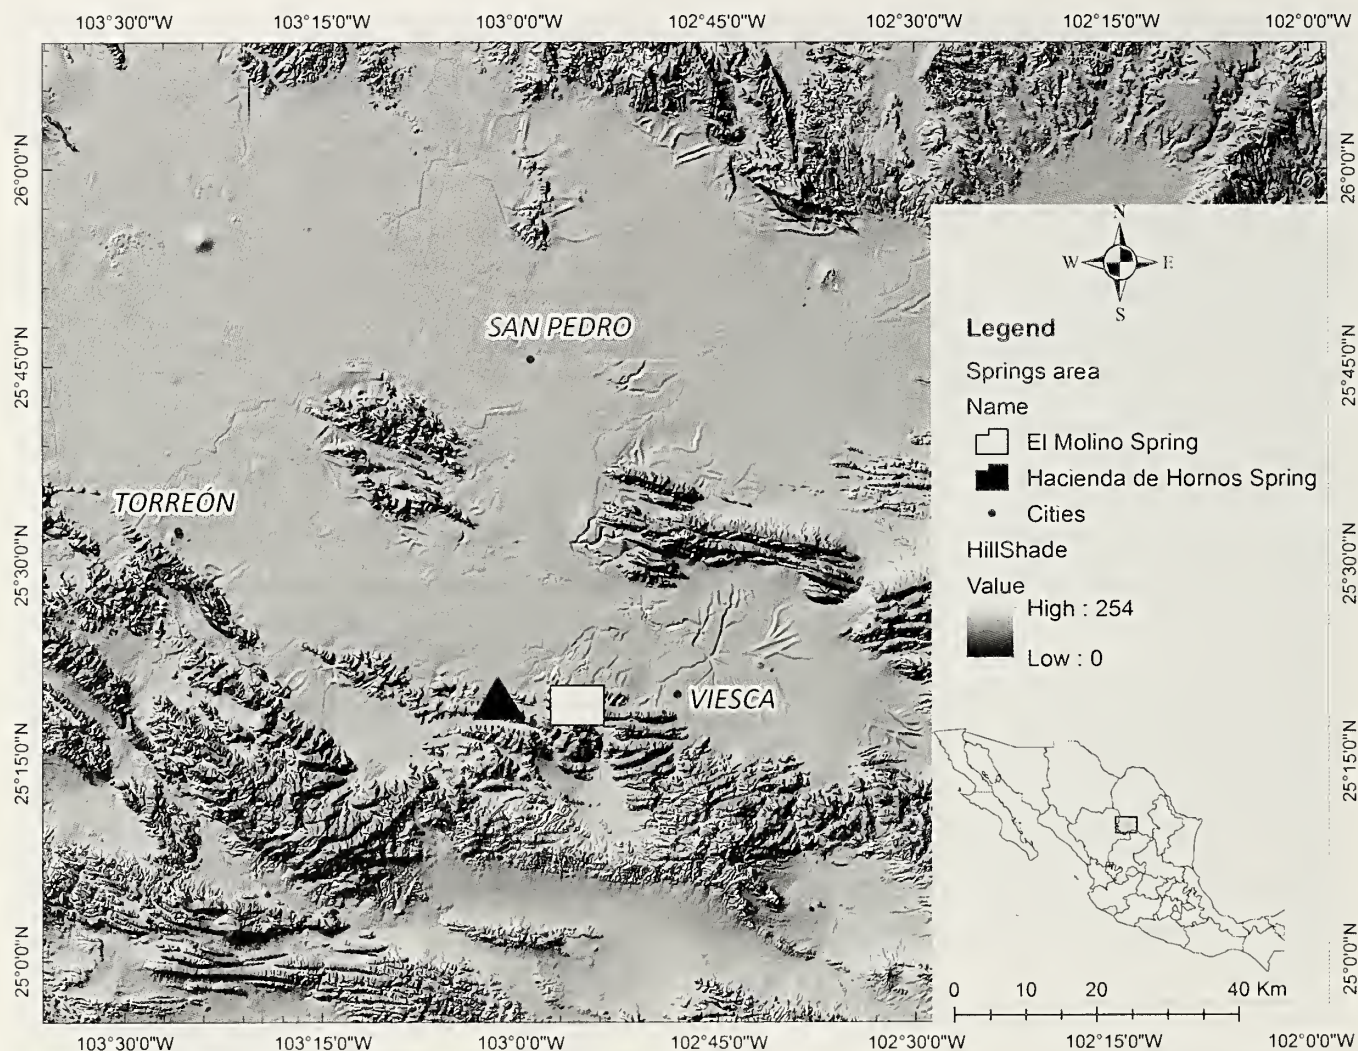 103°30'0"W 103°15'0"W 103°0'0"W 102°45'0"W 102°30'0"W 102°15'0"W 102°0'0"W
26°0'0"N
26°0'0"N
N
W E
S
SAN PEDRO
Legend
25°45'0"N
25°45'0"N
Springs area
Name
El Molino Spring
Hacienda de Hornos Spring
TORREÓN
Cities
HillShade
25°30'0"N
25°30'0"N
Value
High : 254
Low : 0
VIESCA
25°15'0"N
25°15'0"N
25°0'0"N
25°0'0"N
0 10 20 40 Km
103°30'0"W 103°15'0"W 103°0'0"W 102°45'0"W 102°30'0"W 102°15'0"W 102°0'0"W